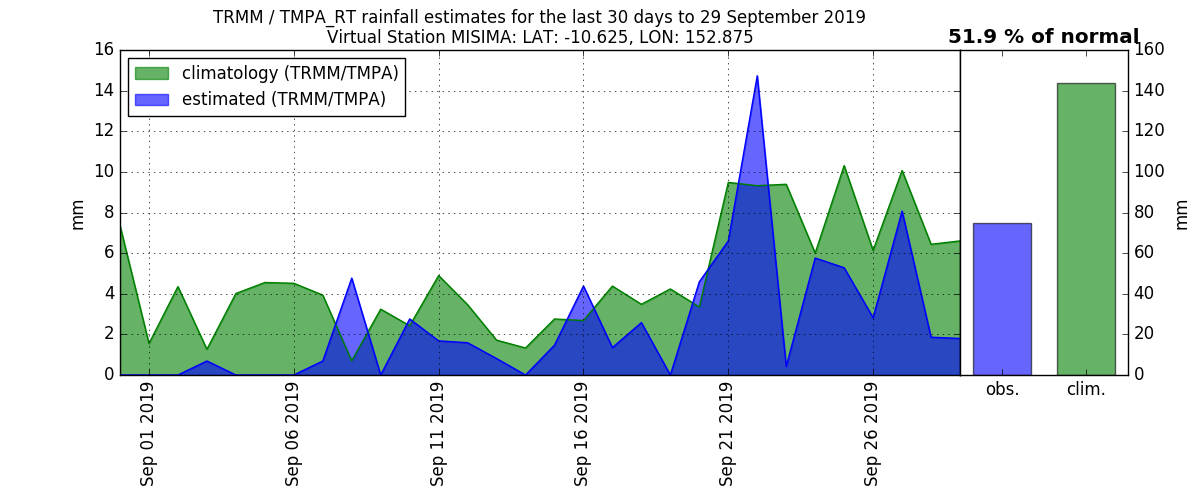 TRMM / TMPA_RT rainfall estimates for the last 30 days to 29 September 2019
Virtual Station MISIMA: LAT: -10.625, LON: 152.875
51.9 % of normal
climatology (TRMM/TMPA)
estimated (TRMM/TMPA)
16
14
12
10
8
6
4
2
0
mm
Sep 01 2019
Sep 06 2019
Sep 11 2019
Sep 16 2019
Sep 21 2019
Sep 26 2019
160
140
120
100
80
60
40
20
0
mm
obs.
clim.